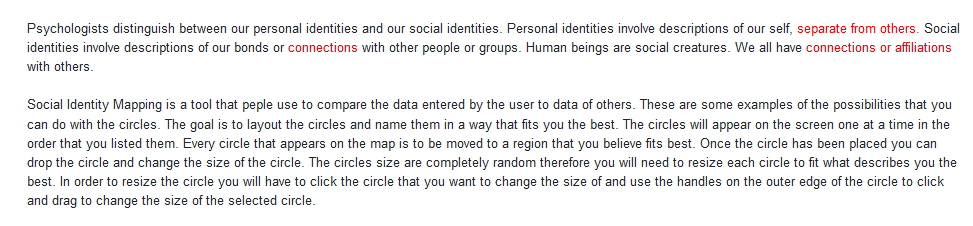 Psychologists distinguish between our personal identities and our social identities. Personal identities involve descriptions of our self, separate from others. Social
identities involve descriptions of our bonds or connections with other people or groups. Human beings are social creatures. We all have connections or affiliations
with others.
Social Identity Mapping is a tool that peple use to compare the data entered by the user to data of others. These are some examples of the possibilities that you
can do with the circles. The goal is to layout the circles and name them in a way that fits you the best. The circles will appear on the screen one at a time in the
order that you listed them. Every circle that appears on the map is to be moved to a region that you believe fits best. Once the circle has been placed you can
drop the circle and change the size of the circle. The circles size are completely random therefore you will need to resize each circle to fit what describes you the
best. In order to resize the circle you will have to click the circle that you want to change the size of and use the handles on the outer edge of the circle to click
and drag to change the size of the selected circle.